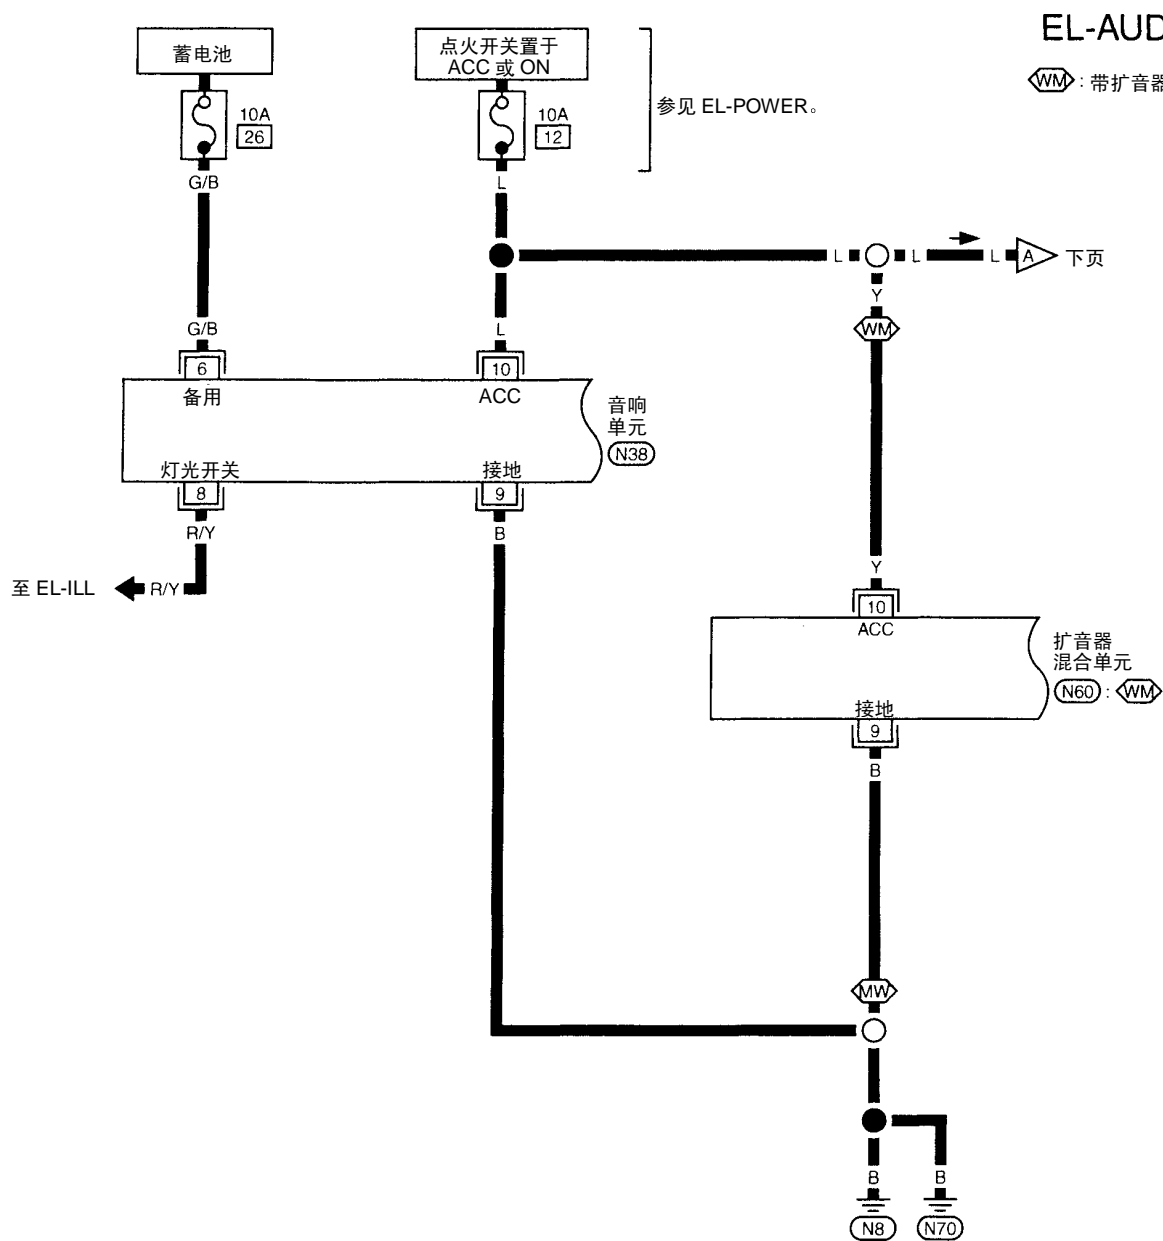 EL-AUD
WM : 带扩音器
蓄电池
点火开关置于
ACC 或 ON
参见 EL-POWER。
10A
26
10A
12
G/B
L
L
L
L
A
下页
Y
WM
G/B
L
6
10
备用
ACC
音响
单元
N38
灯光开关
接地
8
9
R/Y
B
至 EL-ILL
R/Y
Y
10
ACC
扩音器
混合单元
N60 : WM
接地
9
B
MW
B
B
N8
N70